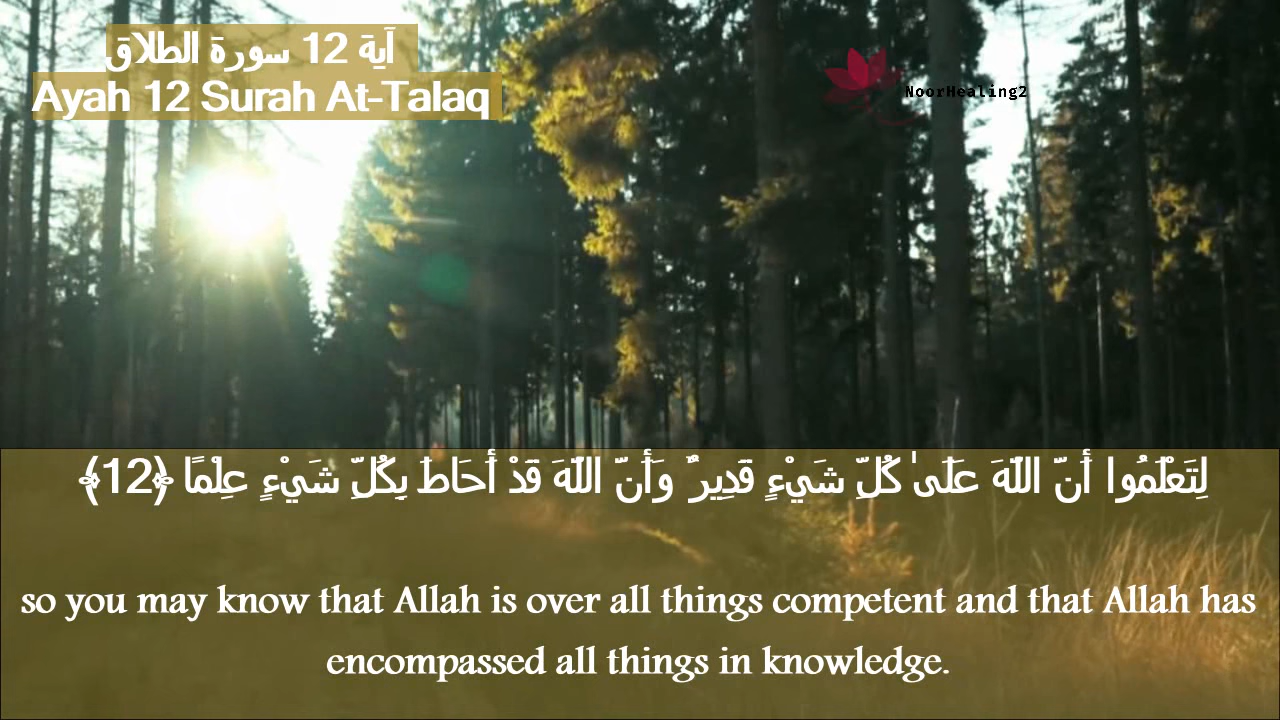 آية 12 سورة الطلاق
Ayah 12 Surah At-Talaq
NoorHealing2
لِتَعْلَمُوا أَنَّ اللَّهَ عَلَىٰ كُلِّ شَيْءٍ قَدِيرٌ وَأَنَّ اللَّهَ قَدْ أَحَاطَ بِكُلِّ شَيْءٍ عِلْمًا ﴿12﴾
so you may know that Allah is over all things competent and that Allah has
encompassed all things in knowledge.